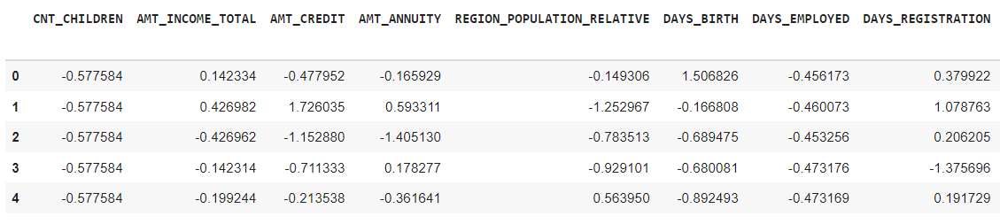 CNT_CHILDREN AMT_INCOME_TOTAL AMT_CREDIT AMT_ANNUITY REGION_POPULATION_RELATIVE DAYS_BIRTH DAYS_EMPLOYED DAYS_REGISTRATION
0 -0.577584 0.142334 -0.477952 -0.165929 -0.149306 1.506826 -0.456173 0.379922
1 -0.577584 0.426982 1.726035 0.593311 -1.252967 -0.166808 -0.460073 1.078763
2 -0.577584 -0.426962 -1.152880 -1.405130 -0.783513 -0.689475 -0.453256 0.206205
3 -0.577584 -0.142314 -0.711333 0.178277 -0.929101 -0.680081 -0.473176 -1.375696
4 -0.577584 -0.199244 -0.213538 -0.361641 0.563950 -0.892493 -0.473169 0.191729